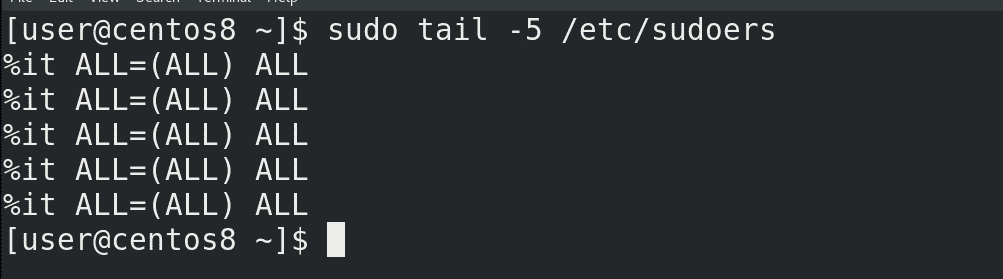 File Edit View Search Terminal Help
[user@centos8 ~]$ sudo tail -5 /etc/sudoers
%it ALL=(ALL) ALL
%it ALL=(ALL) ALL
%it ALL=(ALL) ALL
%it ALL=(ALL) ALL
%it ALL=(ALL) ALL
[user@centos8 ~]$